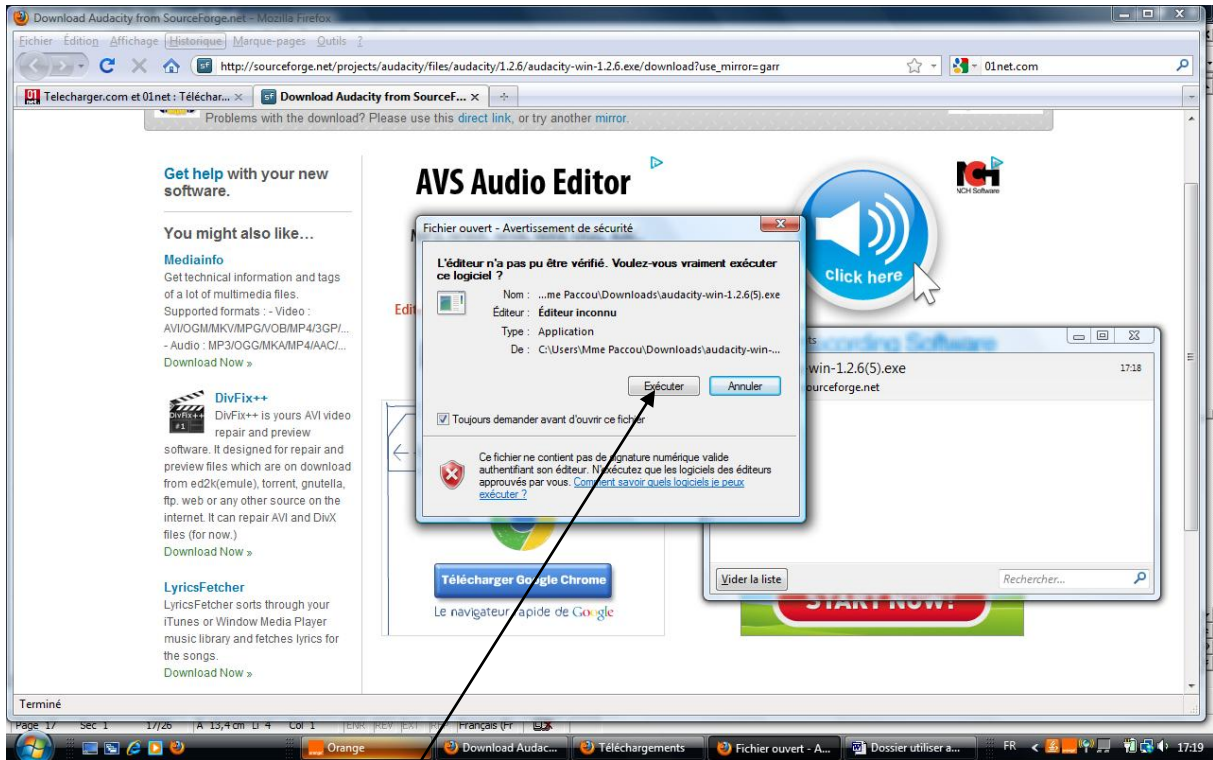 Download Audacity from SourceForge.net - Mozilla Firefox
Fichier Édition Affichage Historique Marque-pages Outils ?
http://sourceforge.net/projects/audacity/files/audacity/1.2.6/audacity-win-1.2.6.exe/download?use_mirror=garr
01net.com
Telecharger.com et 01net : Téléchar...
Download Audacity from SourceF...
Problems with the download? Please use this direct link, or try another mirror.
Get help with your new
software.
You might also like...
Mediainfo
Get technical information and tags
of a lot of multimedia files.
Supported formats : - Video :
AVI/OGM/MKV/MPG/VOB/MP4/3GP/...
- Audio : MP3/OGG/MKA/MP4/AAC/...
Download Now »
DivFix++
DivFix++ is yours AVI video
repair and preview
software. It designed for repair and
preview files which are on download
from ed2k(emule), torrent, gnutella,
ftp. web or any other source on the
internet. It can repair AVI and DivX
files (for now.)
Download Now »
LyricsFetcher
LyricsFetcher sorts through your
iTunes or Window Media Player
music library and fetches lyrics for
the songs.
Download Now »
AVS Audio Editor
NCH Software
click here
Fichier ouvert - Avertissement de sécurité
L'éditeur n'a pas pu être vérifié. Voulez-vous vraiment exécuter
ce logiciel ?
Nom : ...me Paccou\Downloads\audacity-win-1.2.6(5).exe
Éditeur : Éditeur inconnu
Type : Application
De : C:\Users\Mme Paccou\Downloads\audacity-win-...
Exécuter
Annuler
Toujours demander avant d'ouvrir ce fichier
Ce fichier ne contient pas de signature numérique valide
authentifiant son éditeur. N'exécutez que les logiciels des éditeurs
approuvés par vous. Comment savoir quels logiciels je peux
exécuter ?
win-1.2.6(5).exe
17:18
ourceforge.net
Vider la liste
Rechercher...
Télécharger Google Chrome
Le navigateur rapide de Google
START NOW!
Terminé
Page 17 Sec 1 17/26 À 13,4 cm Li 4 Col 1 ENR REV EXT Français (Fr
Orange
Download Audac...
Téléchargements
Fichier ouvert - A...
Dossier utiliser a...
FR
17:19